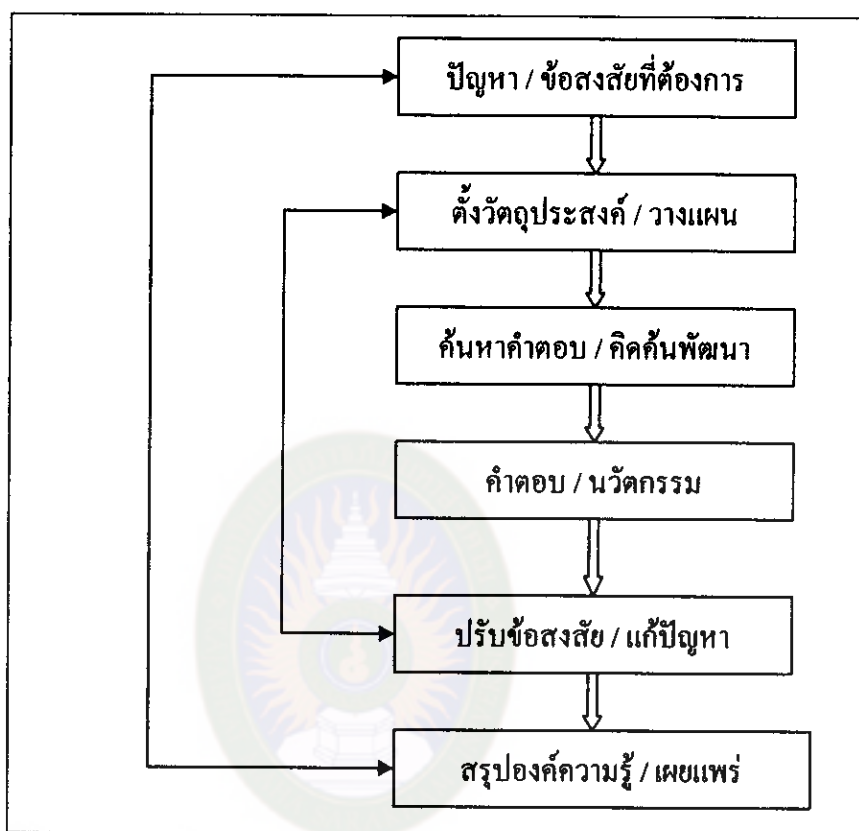 ปัญหา / ข้อสงสัยที่ต้องการ
ตั้งวัตถุประสงค์ / วางแผน
ค้นหาคำตอบ / คิดค้นพัฒนา
คำตอบ / นวัตกรรม
ปรับข้อสงสัย / แก้ปัญหา
สรุปองค์ความรู้ / เผยแพร่